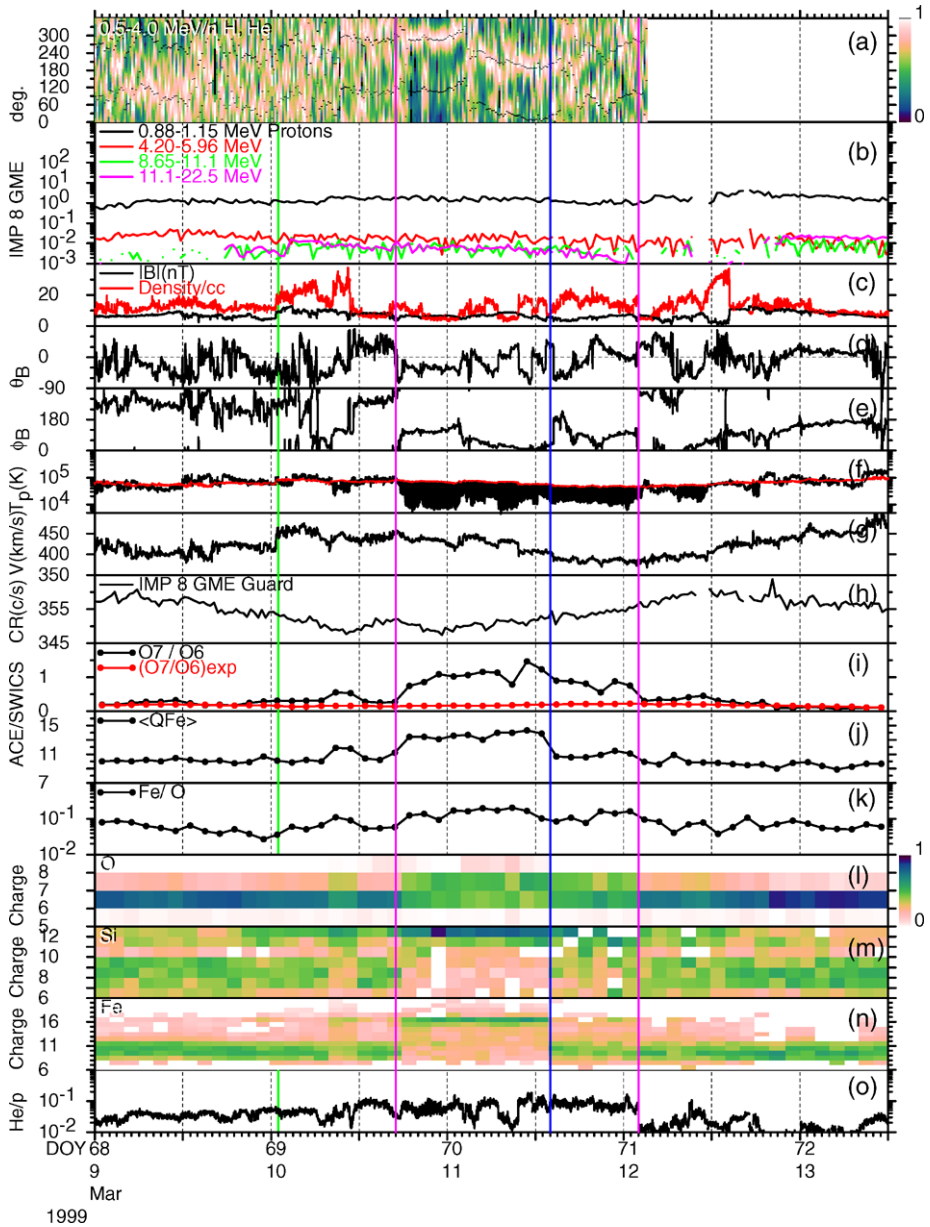 0.5-4.0 MeV/n H, He
(a)
1
0
deg.
300
240
180
120
60
0
0.88-1.15 MeV Protons
4.20-5.96 MeV
8.65-11.1 MeV
11.1-22.5 MeV
(b)
IMP 8 GME
10²
10¹
10⁰
10⁻¹
10⁻²
10⁻³
|B|(nT)
Density/cc
(c)
20
0
(d)
θB
0
-90
(e)
ϕB
180
0
(f)
Tp(K)
10⁵
10⁴
(g)
V(km/s)
450
400
350
IMP 8 GME Guard
(h)
CR(c/s)
355
345
O7 / O6
(O7/O6)exp
(i)
ACE/SWICS
1
0
<QFe>
(j)
15
11
7
Fe/ O
(k)
10⁻¹
10⁻²
O
(l)
Charge
8
7
6
5
1
0
Si
(m)
Charge
12
10
8
6
Fe
(n)
Charge
16
11
6
(o)
He/p
10⁻¹
10⁻²
DOY 68 69 70 71 72
9 10 11 12 13
Mar
1999